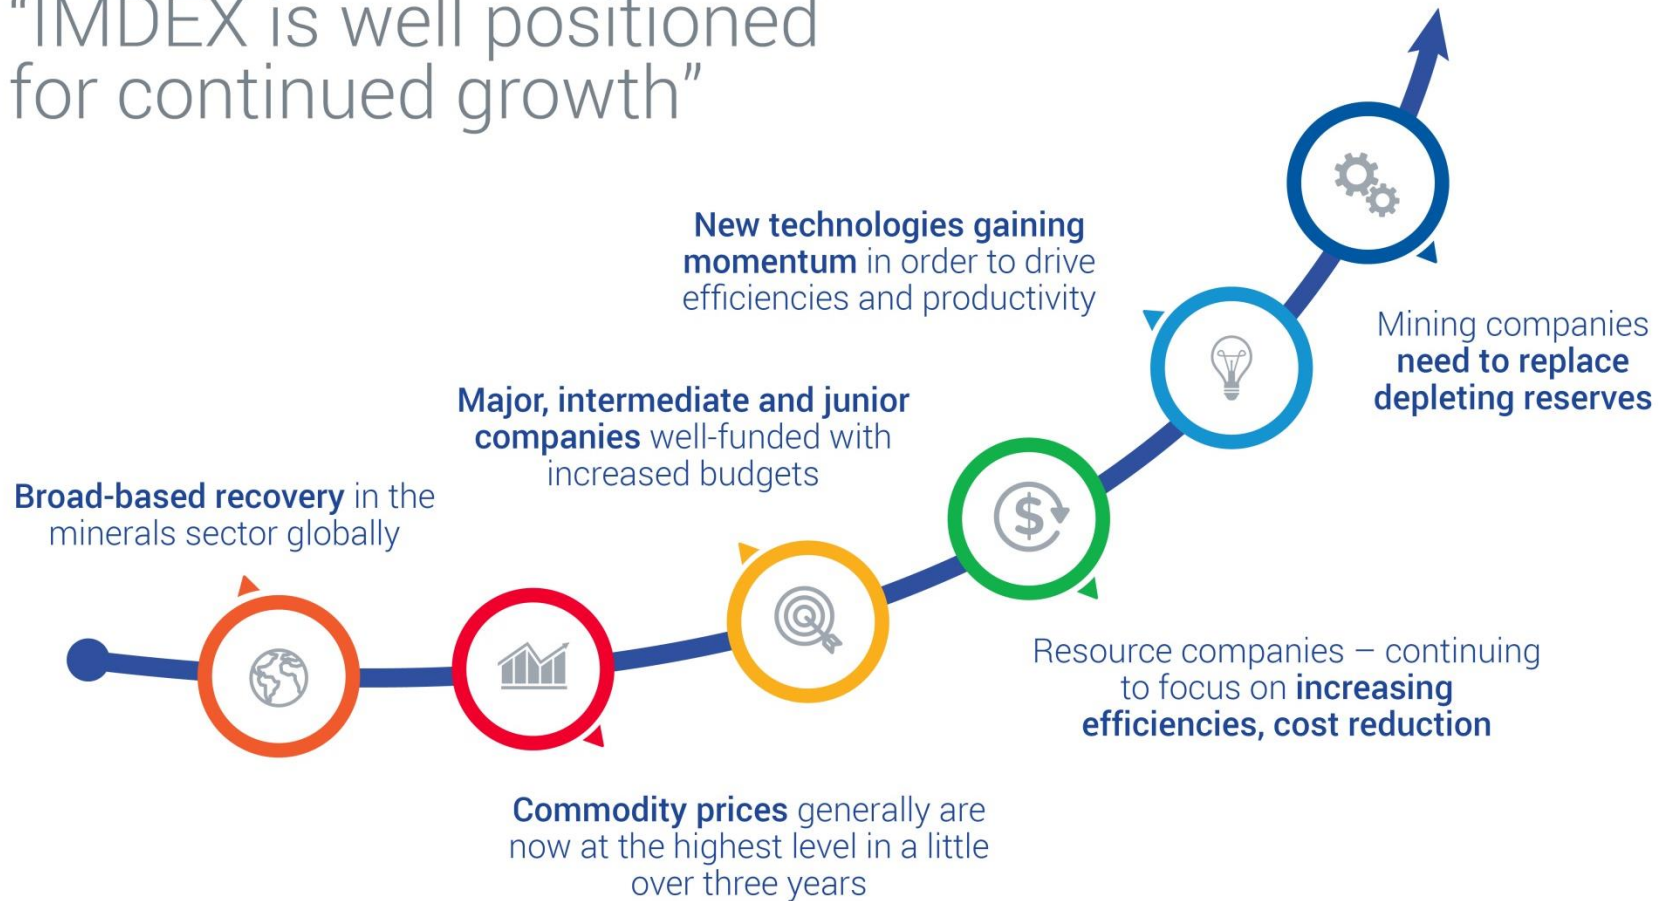 “IMDEX is well positioned
for continued growth”
New technologies gaining
momentum in order to drive
efficiencies and productivity
Mining companies
need to replace
depleting reserves
Major, intermediate and junior
companies well-funded with
increased budgets
Broad-based recovery in the
minerals sector globally
$
Resource companies – continuing
to focus on increasing
efficiencies, cost reduction
Commodity prices generally are
now at the highest level in a little
over three years